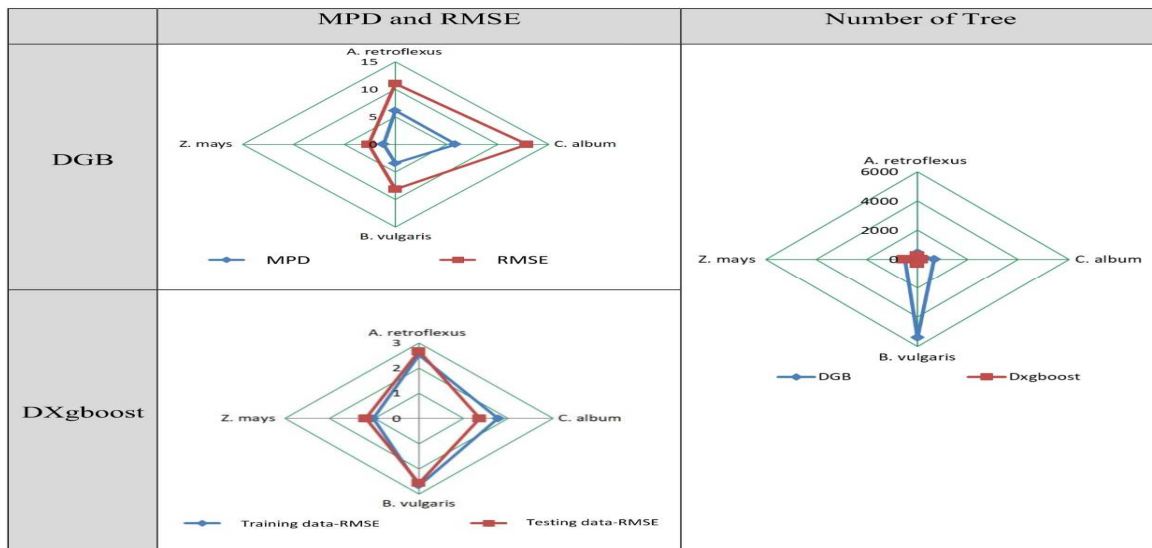 MPD and RMSE
Number of Tree
DGB
A. retroflexus
15
10
5
0
Z. mays
C. album
B. vulgaris
MPD
RMSE
DXgboost
A. retroflexus
3
2
1
0
Z. mays
C. album
B. vulgaris
Training data-RMSE
Testing data-RMSE
A. retroflexus
6000
4000
2000
0
Z. mays
C. album
B. vulgaris
DGB
Dxgboost